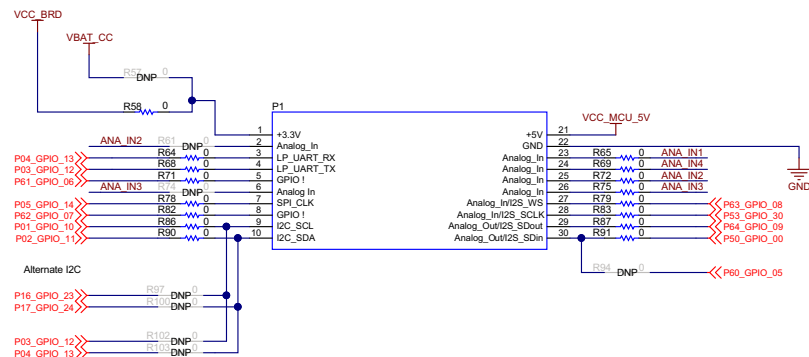 VCC_BRD
VBAT_CC
R57 DNP 0
R58 0
P1
1 +3.3V +5V 21 VCC_MCU_5V
ANA_IN2 R61 DNP 0 2 Analog_In GND 22
P04_GPIO_13 R64 0 3 LP_UART_RX Analog_In 23 R65 0 ANA_IN1
P03_GPIO_12 R68 0 4 LP_UART_TX Analog_In 24 R69 0 ANA_IN4
P61_GPIO_06 R71 0 5 GPIO ! Analog_In 25 R72 0 ANA_IN2
ANA_IN3 R74 DNP 0 6 Analog In Analog_In 26 R75 0 ANA_IN3
GND
P05_GPIO_14 R78 0 7 SPI_CLK Analog_In/I2S_WS 27 R79 0 P63_GPIO_08
P62_GPIO_07 R82 0 8 GPIO ! Analog_In/I2S_SCLK 28 R83 0 P53_GPIO_30
P01_GPIO_10 R86 0 9 I2C_SCL Analog_Out/I2S_SDout 29 R87 0 P64_GPIO_09
P02_GPIO_11 R90 0 10 I2C_SDA Analog_Out/I2S_SDin 30 R91 0 P50_GPIO_00
Alternate I2C
R94 DNP 0 P60_GPIO_05
P16_GPIO_23 R97 DNP 0
P17_GPIO_24 R100 DNP 0
P03_GPIO_12 R102 DNP 0
P04_GPIO_13 R103 DNP 0